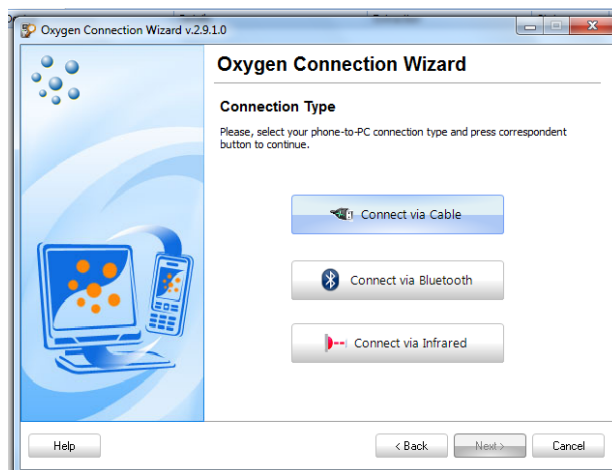 Oxygen Connection Wizard v.2.9.1.0
Oxygen Connection Wizard
Connection Type
Please, select your phone-to-PC connection type and press correspondent
button to continue.
Connect via Cable
Connect via Bluetooth
Connect via Infrared
Help
< Back
Next >
Cancel